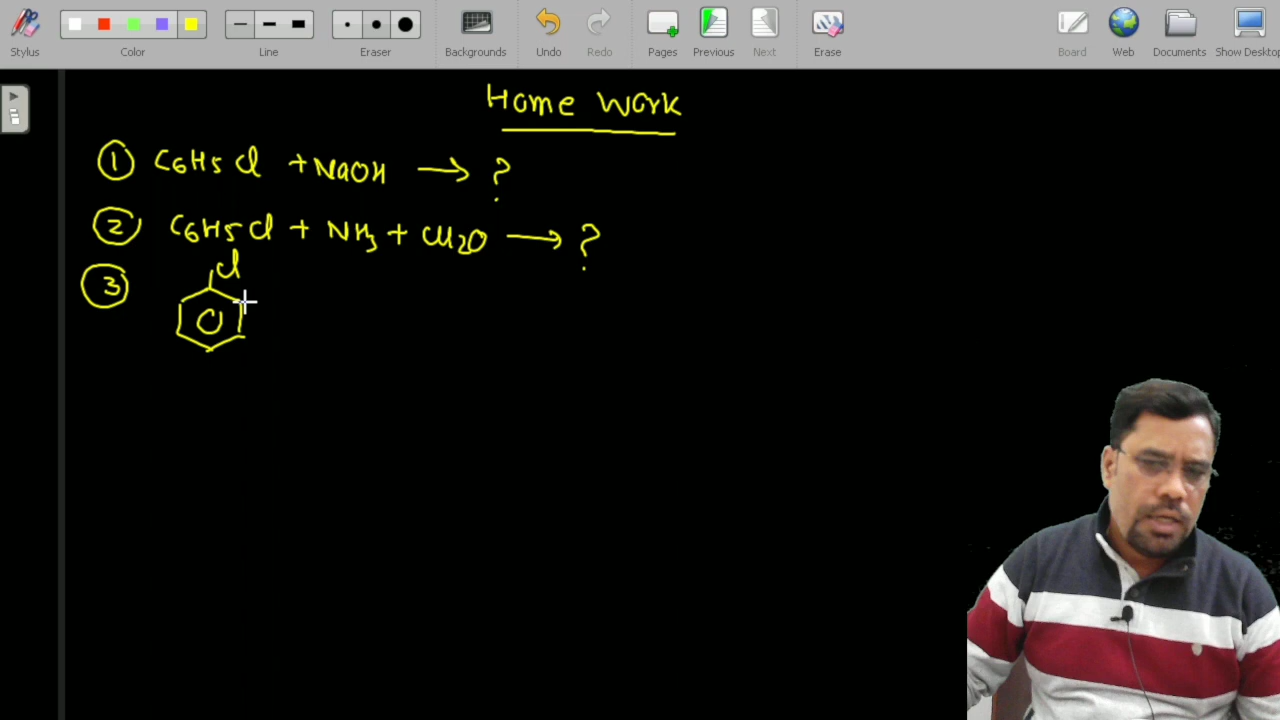 Stylus Color Line Eraser Backgrounds Undo Redo Pages Previous Next Erase Board Web Documents Show Desktop
Home Work
① C6H5Cl + NaOH → ?
② C6H5Cl + NH3 + Cu2O → ?
③ Cl